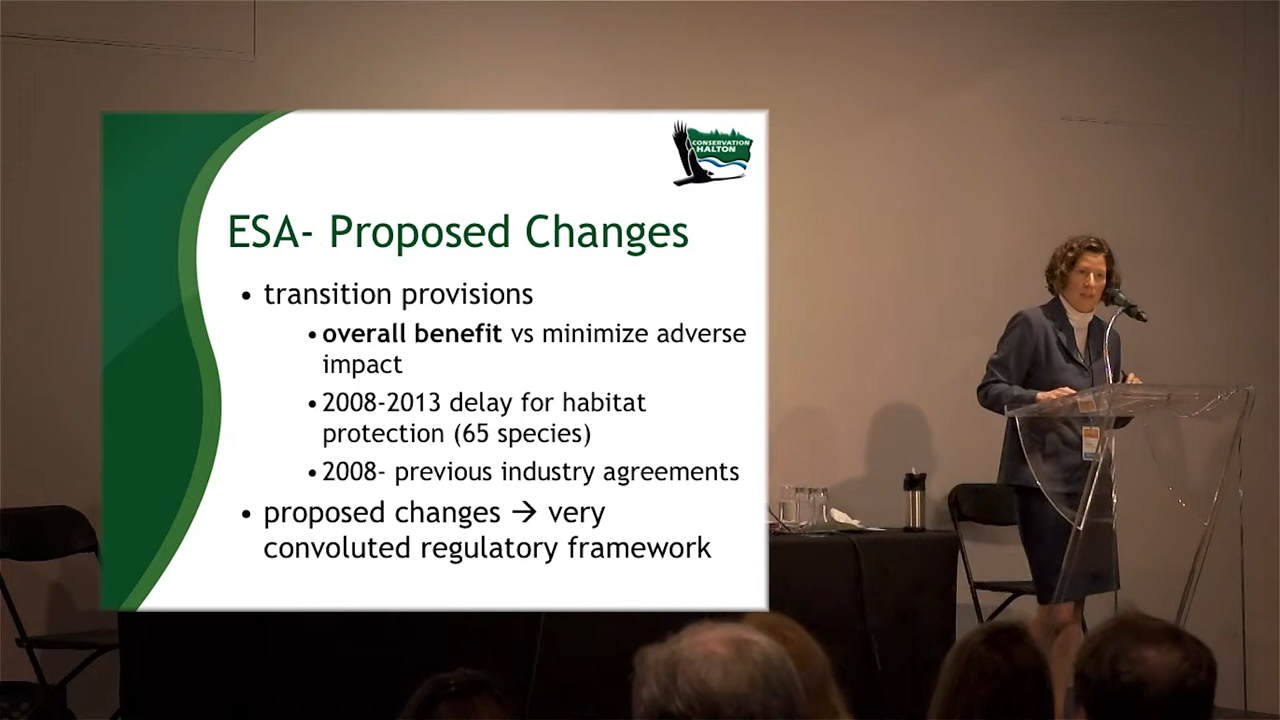 CONSERVATION
HALTON
ESA- Proposed Changes
• transition provisions
• overall benefit vs minimize adverse
impact
• 2008-2013 delay for habitat
protection (65 species)
• 2008- previous industry agreements
• proposed changes → very
convoluted regulatory framework